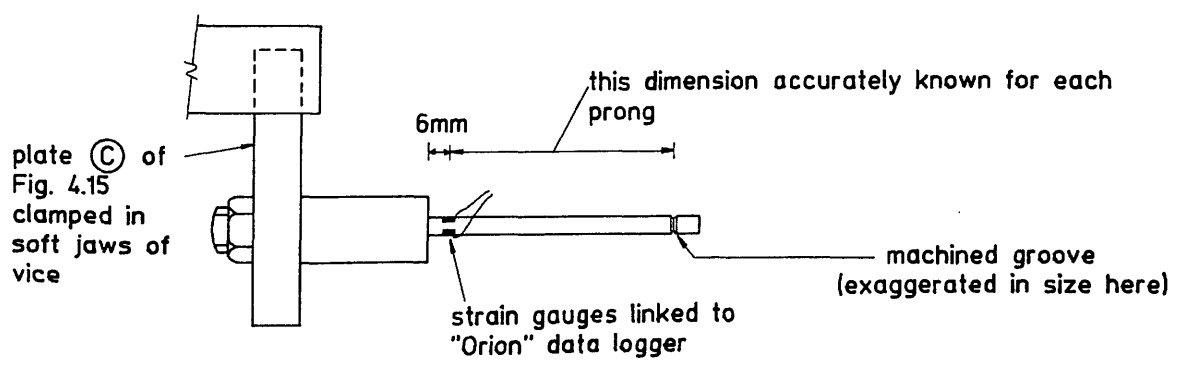 this dimension accurately known for each
prong
6mm
plate Ⓒ of
Fig. 4.15
clamped in
soft jaws of
vice
machined groove
(exaggerated in size here)
strain gauges linked to
"Orion" data logger